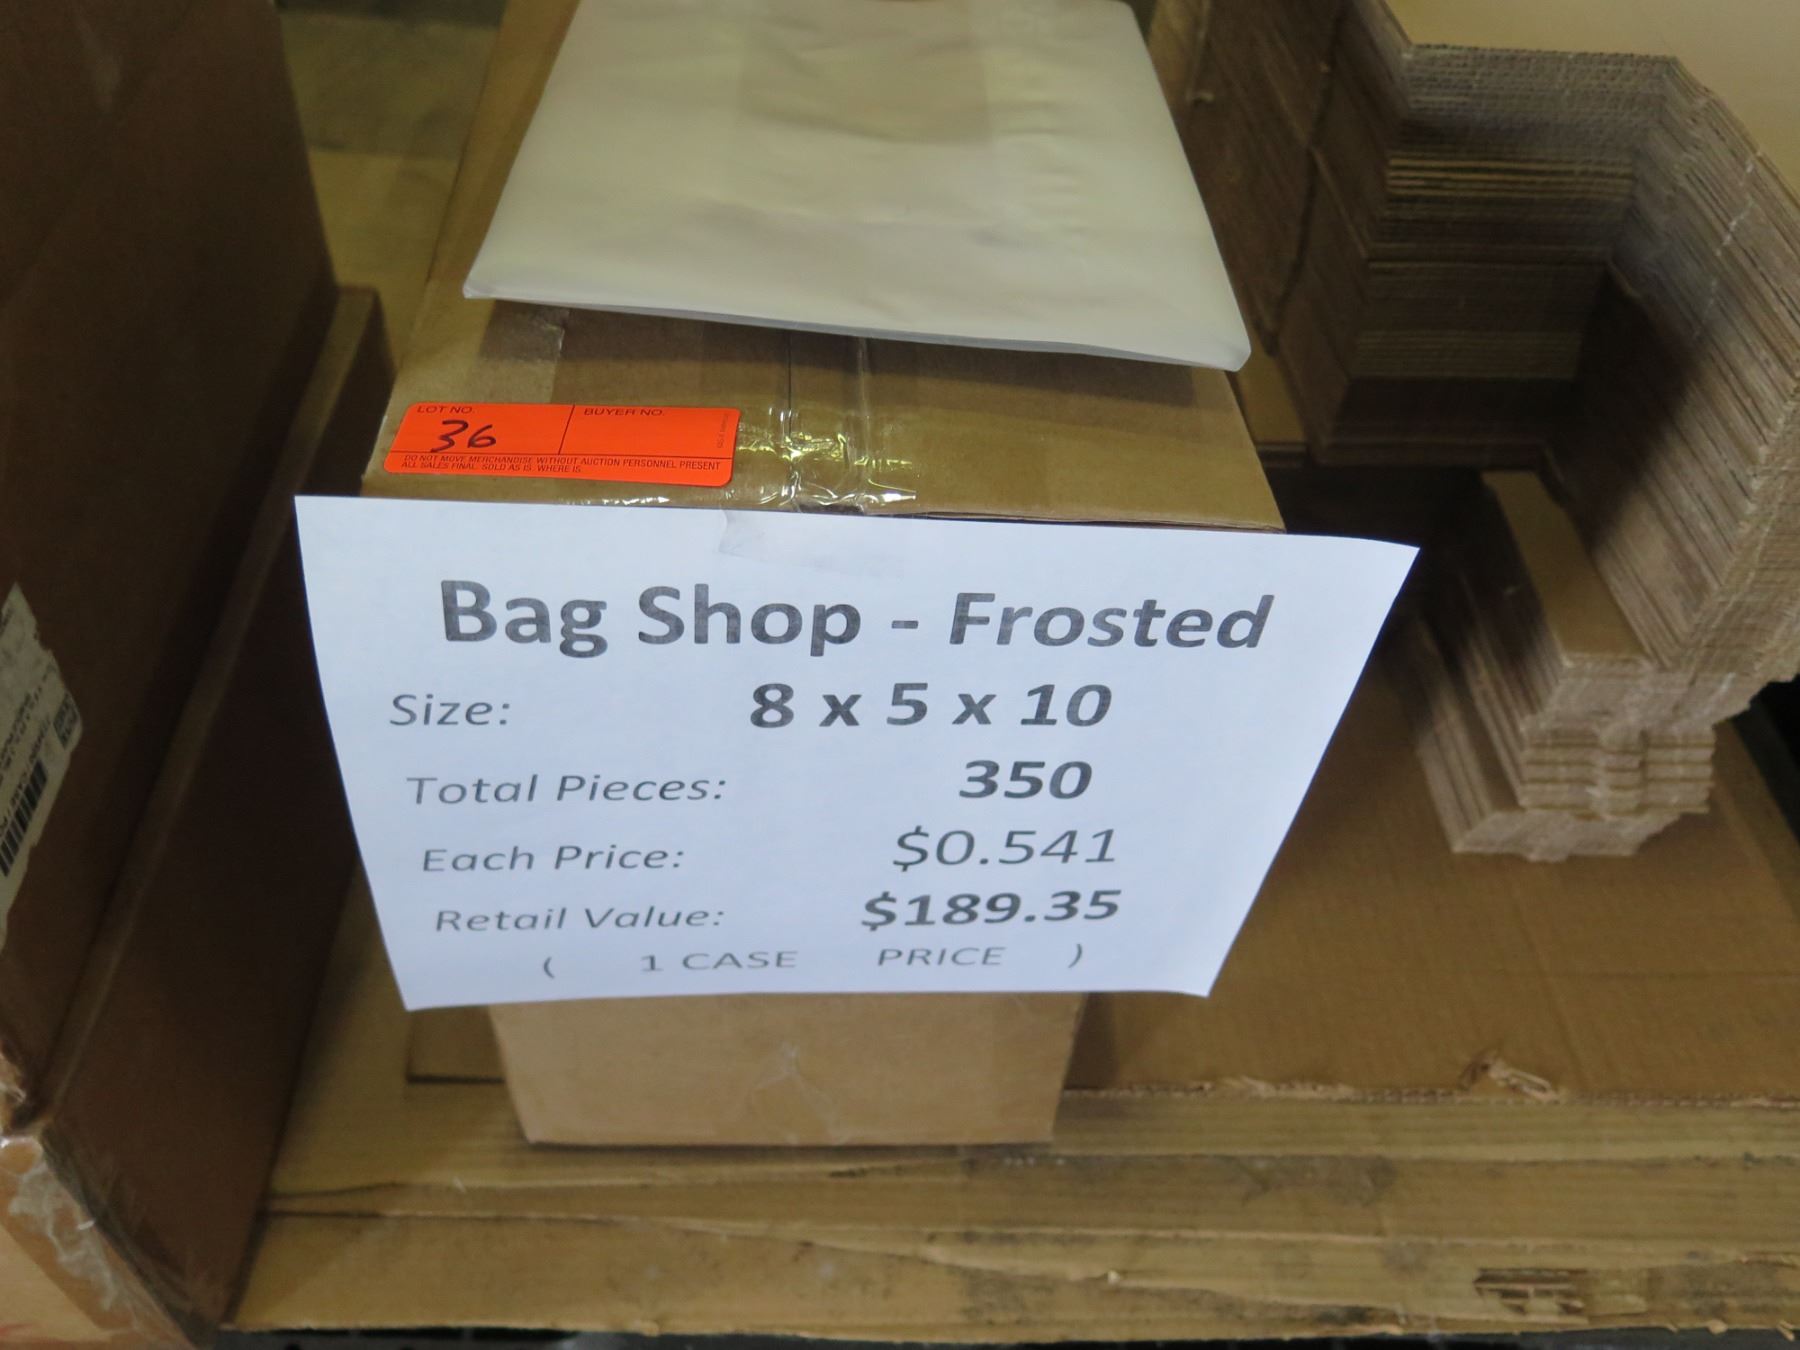 LOT NO. BUYER NO.
36
DO NOT MOVE MERCHANDISE WITHOUT AUCTION PERSONNEL PRESENT
ALL SALES FINAL. SOLD AS IS WHERE IS
Bag Shop - Frosted
Size: 8 x 5 x 10
Total Pieces: 350
Each Price: $0.541
Retail Value: $189.35
( 1 CASE PRICE )